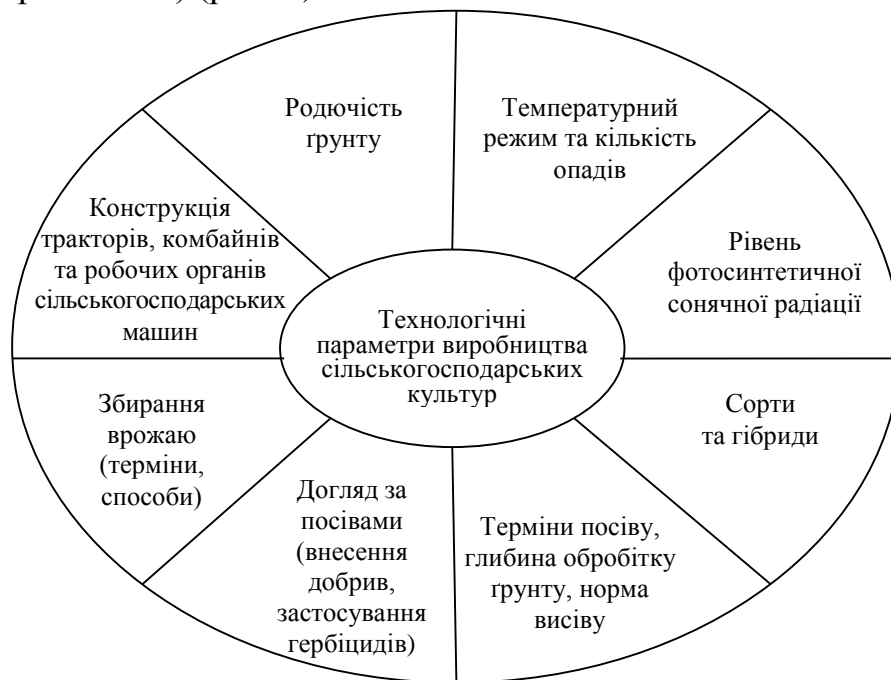 Родючість
ґрунту
Температурний
режим та кількість
опадів
Рівень
фотосинтетичної
сонячної радіації
Сорти
та гібриди
Терміни посіву,
глибина обробітку
ґрунту, норма
висіву
Догляд за
посівами
(внесення
добрив,
застосування
гербіцидів)
Збирання
врожаю
(терміни,
способи)
Конструкція
тракторів, комбайнів
та робочих органів
сільськогосподарських
машин
Технологічні
параметри виробництва
сільськогосподарських
культур